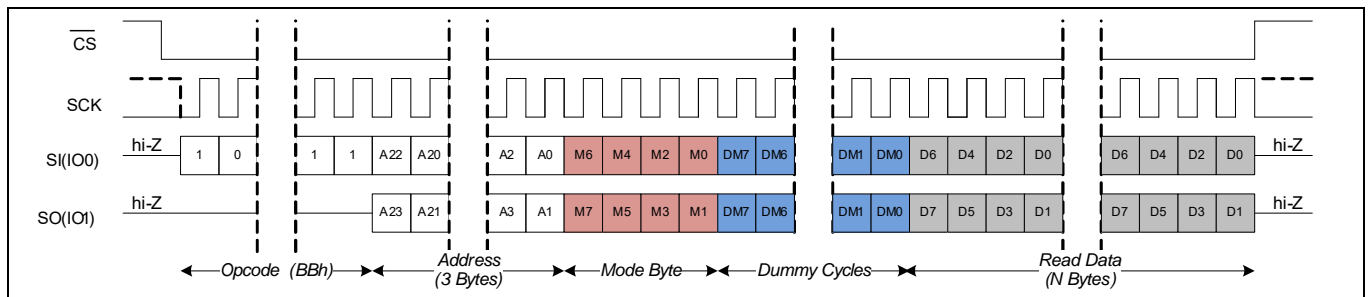 CS
SCK
SI(IO0) hi-Z 1 0 1 1 A22 A20 A2 A0 M6 M4 M2 M0 DM7 DM6 DM1 DM0 D6 D4 D2 D0 D6 D4 D2 D0 hi-Z
SO(IO1) hi-Z A23 A21 A3 A1 M7 M5 M3 M1 DM7 DM6 DM1 DM0 D7 D5 D3 D1 D7 D5 D3 D1 hi-Z
Opcode (BBh) Address Mode Byte Dummy Cycles Read Data
(3 Bytes) (N Bytes)